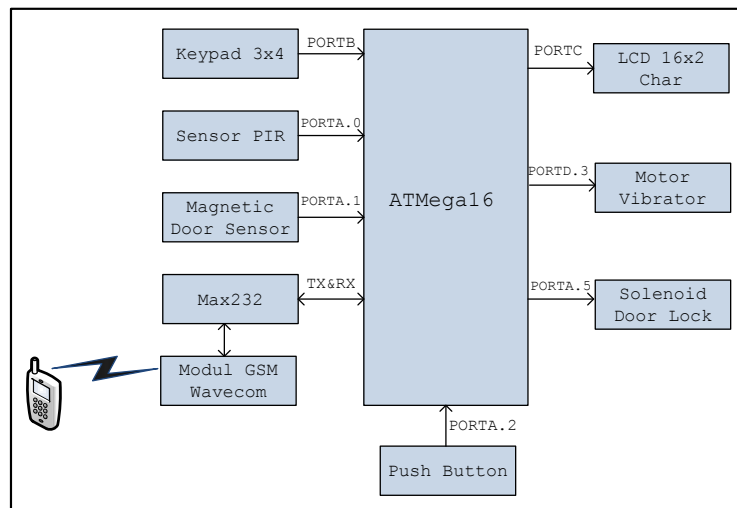 Keypad 3x4
PORTB
Sensor PIR
PORTA.0
Magnetic
Door Sensor
PORTA.1
Max232
TX&RX
Modul GSM
Wavecom
ATMega16
PORTC
LCD 16x2
Char
PORTD.3
Motor
Vibrator
PORTA.5
Solenoid
Door Lock
PORTA.2
Push Button